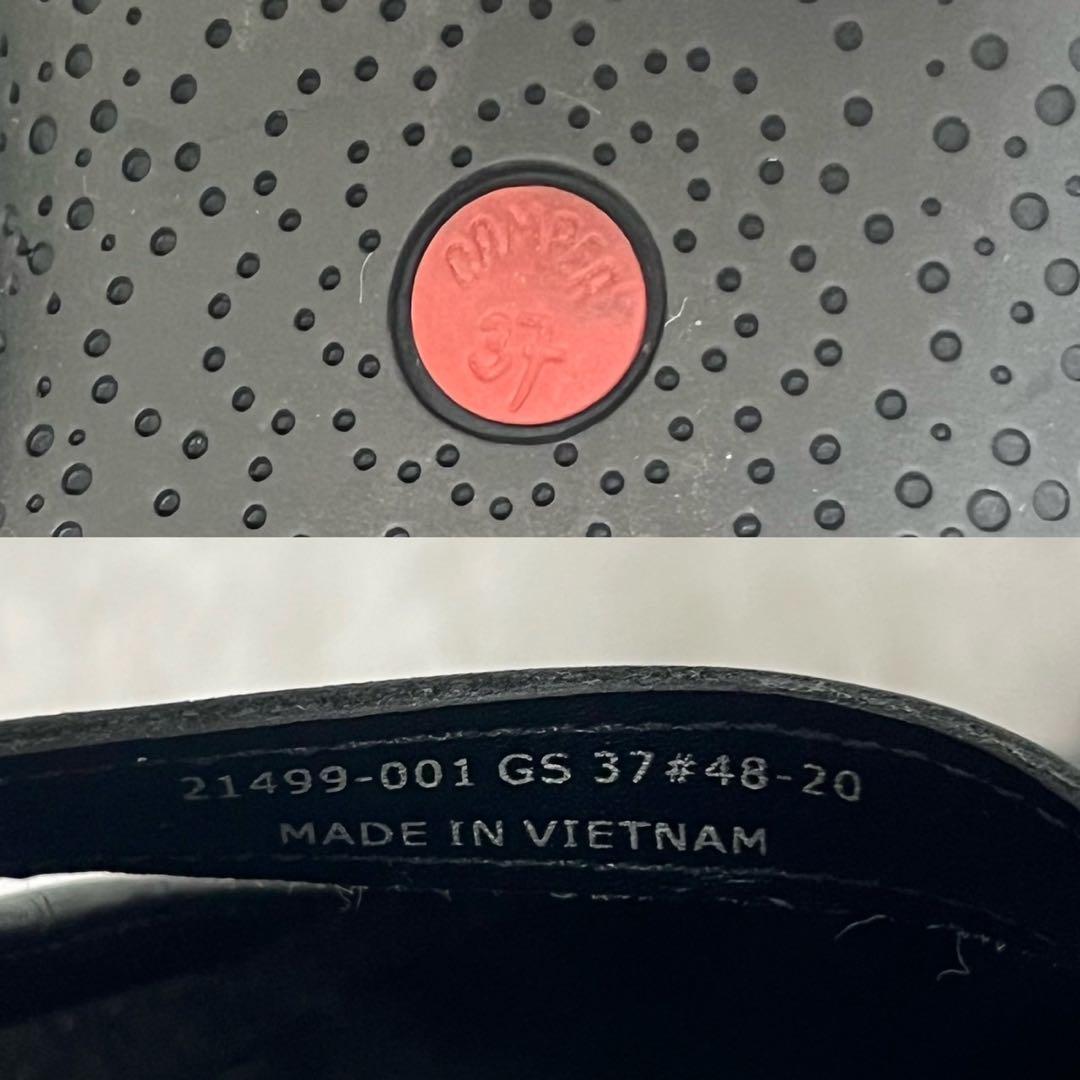 CAMPER
37
21499-001 GS 37#48-20
MADE IN VIETNAM